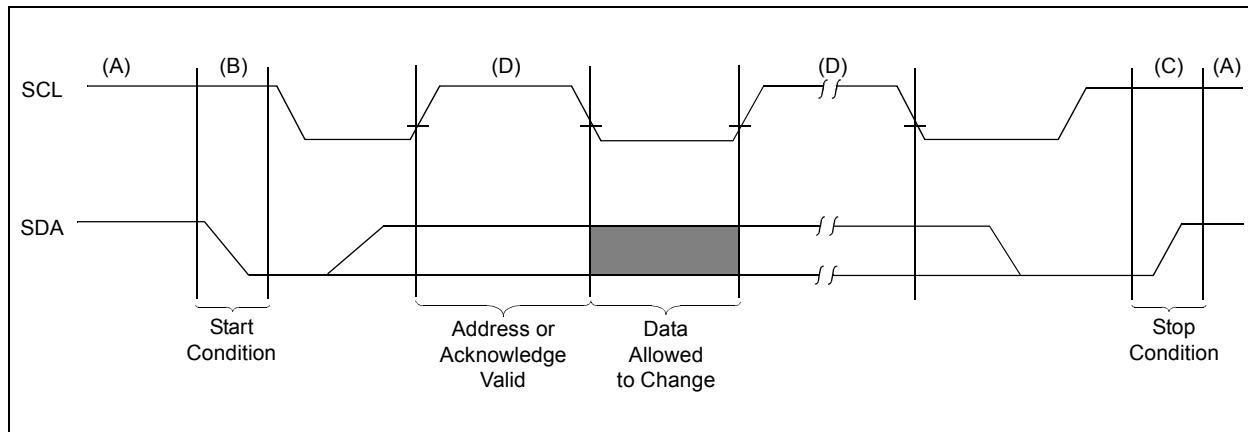 (A) (B) (D) (D) (C) (A)
SCL
SDA
Start
Condition
Address or
Acknowledge
Valid
Data
Allowed
to Change
Stop
Condition